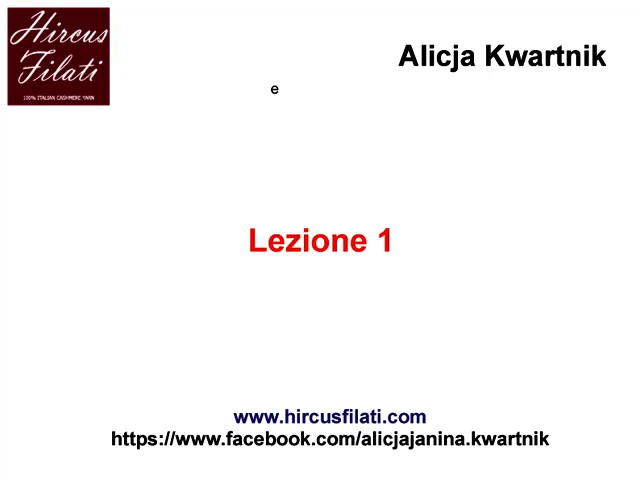 Hircus
Filati
100% ITALIAN CASHMERE YARN
Alicja Kwartnik
e
Lezione 1
www.hircusfilati.com
https://www.facebook.com/alicjajanina.kwartnik